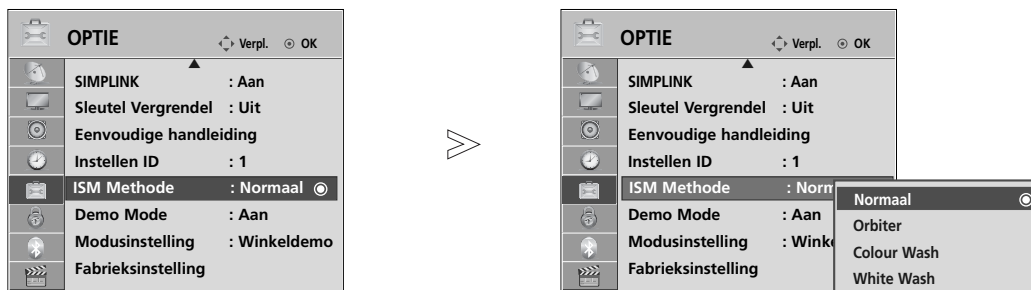 OPTIE Verpl. OK
SIMPLINK : Aan
Sleutel Vergrendel : Uit
Eenvoudige handleiding
Instellen ID : 1
ISM Methode : Normaal
Demo Mode : Aan
Modusinstelling : Winkeldemo
Fabrieksinstelling
OPTIE Verpl. OK
SIMPLINK : Aan
Sleutel Vergrendel : Uit
Eenvoudige handleiding
Instellen ID : 1
ISM Methode : Norm
Demo Mode : Aan
Modusinstelling : Wink
Fabrieksinstelling
Normaal
Orbiter
Colour Wash
White Wash